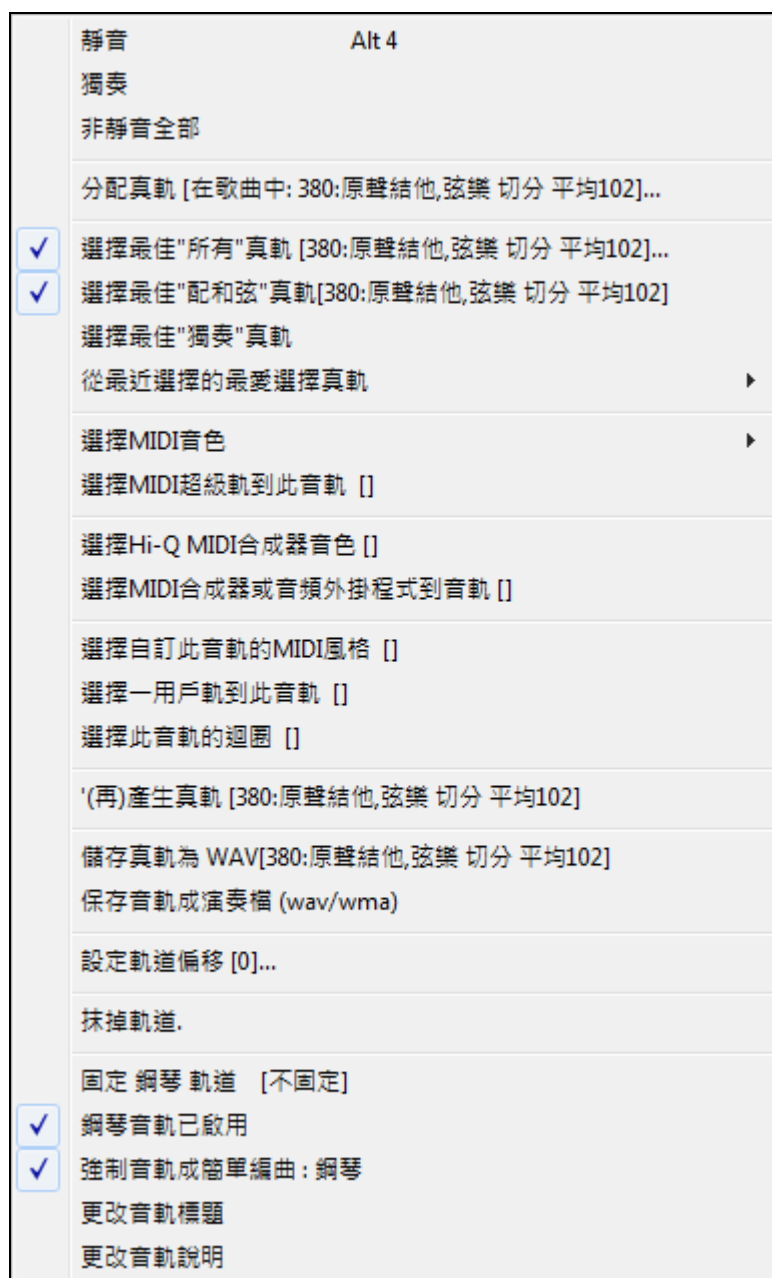 靜音 Alt 4
獨奏
非靜音全部
分配真軌 [在歌曲中: 380:原聲結他,弦樂 切分 平均102]...
選擇最佳"所有"真軌 [380:原聲結他,弦樂 切分 平均102]...
選擇最佳"配和弦"真軌[380:原聲結他,弦樂 切分 平均102]
選擇最佳"獨奏"真軌
從最近選擇的最愛選擇真軌
選擇MIDI音色
選擇MIDI超級軌到此音軌 []
選擇Hi-Q MIDI合成器音色 []
選擇MIDI合成器或音頻外掛程式到音軌 []
選擇自訂此音軌的MIDI風格 []
選擇一用戶軌到此音軌 []
選擇此音軌的迴圈 []
'(再)產生真軌 [380:原聲結他,弦樂 切分 平均102]
儲存真軌為 WAV[380:原聲結他,弦樂 切分 平均102]
保存音軌成演奏檔 (wav/wma)
設定軌道偏移 [0]...
抹掉軌道.
固定 鋼琴 軌道 [不固定]
鋼琴音軌已啟用
強制音軌成簡單編曲 : 鋼琴
更改音軌標題
更改音軌說明